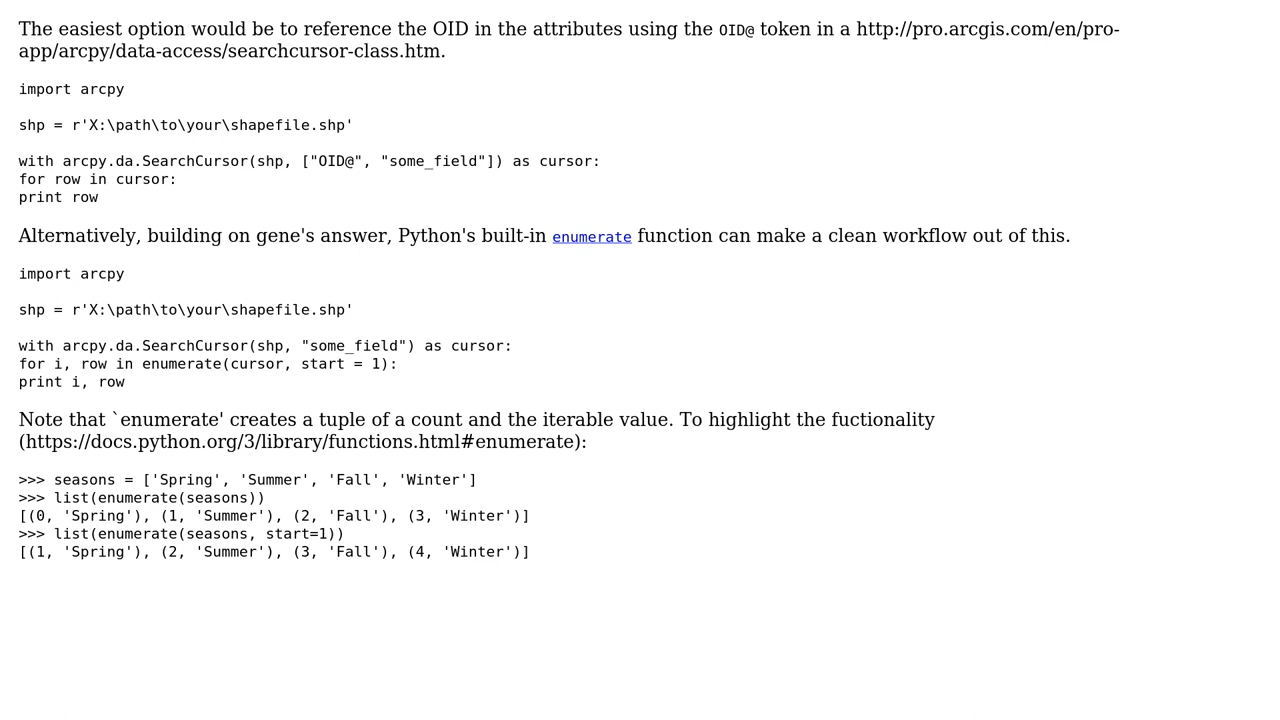 The easiest option would be to reference the OID in the attributes using the OID@ token in a http://pro.arcgis.com/en/pro-
app/arcpy/data-access/searchcursor-class.htm.
import arcpy
shp = r'X:\path\to\your\shapefile.shp'
with arcpy.da.SearchCursor(shp, ["OID@", "some_field"]) as cursor:
for row in cursor:
print row
Alternatively, building on gene's answer, Python's built-in enumerate function can make a clean workflow out of this.
import arcpy
shp = r'X:\path\to\your\shapefile.shp'
with arcpy.da.SearchCursor(shp, "some_field") as cursor:
for i, row in enumerate(cursor, start = 1):
print i, row
Note that `enumerate' creates a tuple of a count and the iterable value. To highlight the fuctionality
(https://docs.python.org/3/library/functions.html#enumerate):
>>> seasons = ['Spring', 'Summer', 'Fall', 'Winter']
>>> list(enumerate(seasons))
[(0, 'Spring'), (1, 'Summer'), (2, 'Fall'), (3, 'Winter')]
>>> list(enumerate(seasons, start=1))
[(1, 'Spring'), (2, 'Summer'), (3, 'Fall'), (4, 'Winter')]